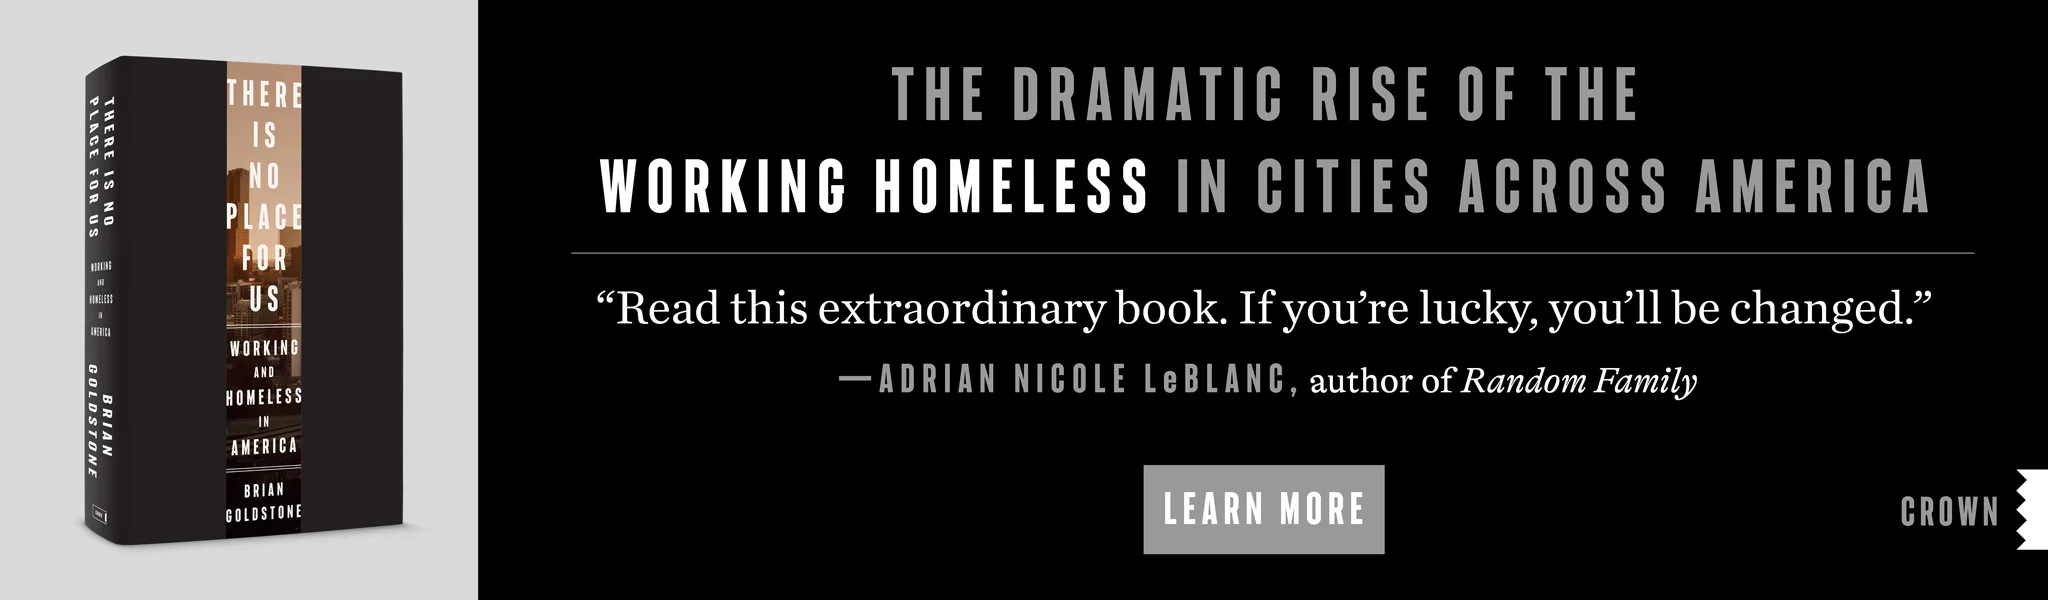 THERE IS NO
PLACE FOR US
WORKING
AND
HOMELESS
IN
AMERICA
BRIAN
GOLDSTONE
THERE
IS
NO
PLACE
FOR
US
WORKING
AND
HOMELESS
IN
AMERICA
BRIAN
GOLDSTONE
THE DRAMATIC RISE OF THE
WORKING HOMELESS IN CITIES ACROSS AMERICA
“Read this extraordinary book. If you’re lucky, you’ll be changed.”
—ADRIAN NICOLE LeBLANC, author of Random Family
LEARN MORE
CROWN